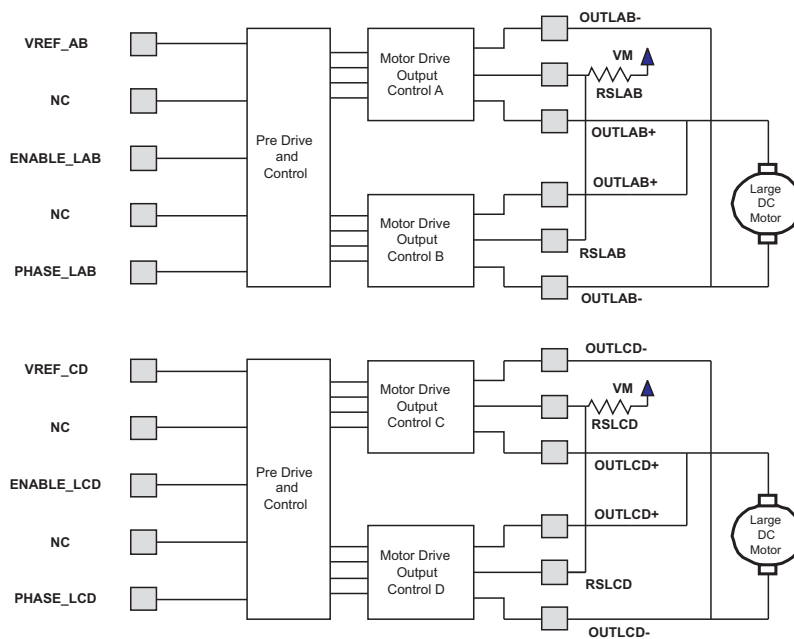 OUTLAB-
VREF_AB
Motor Drive
Output
Control A
VM
RSLAB
NC
OUTLAB+
Pre Drive
and
Control
ENABLE_LAB
OUTLAB+
Large
DC
Motor
NC
Motor Drive
Output
Control B
RSLAB
PHASE_LAB
OUTLAB-
OUTLCD-
VREF_CD
Motor Drive
Output
Control C
VM
RSLCD
NC
OUTLCD+
Pre Drive
and
Control
ENABLE_LCD
OUTLCD+
Large
DC
Motor
NC
Motor Drive
Output
Control D
RSLCD
PHASE_LCD
OUTLCD-